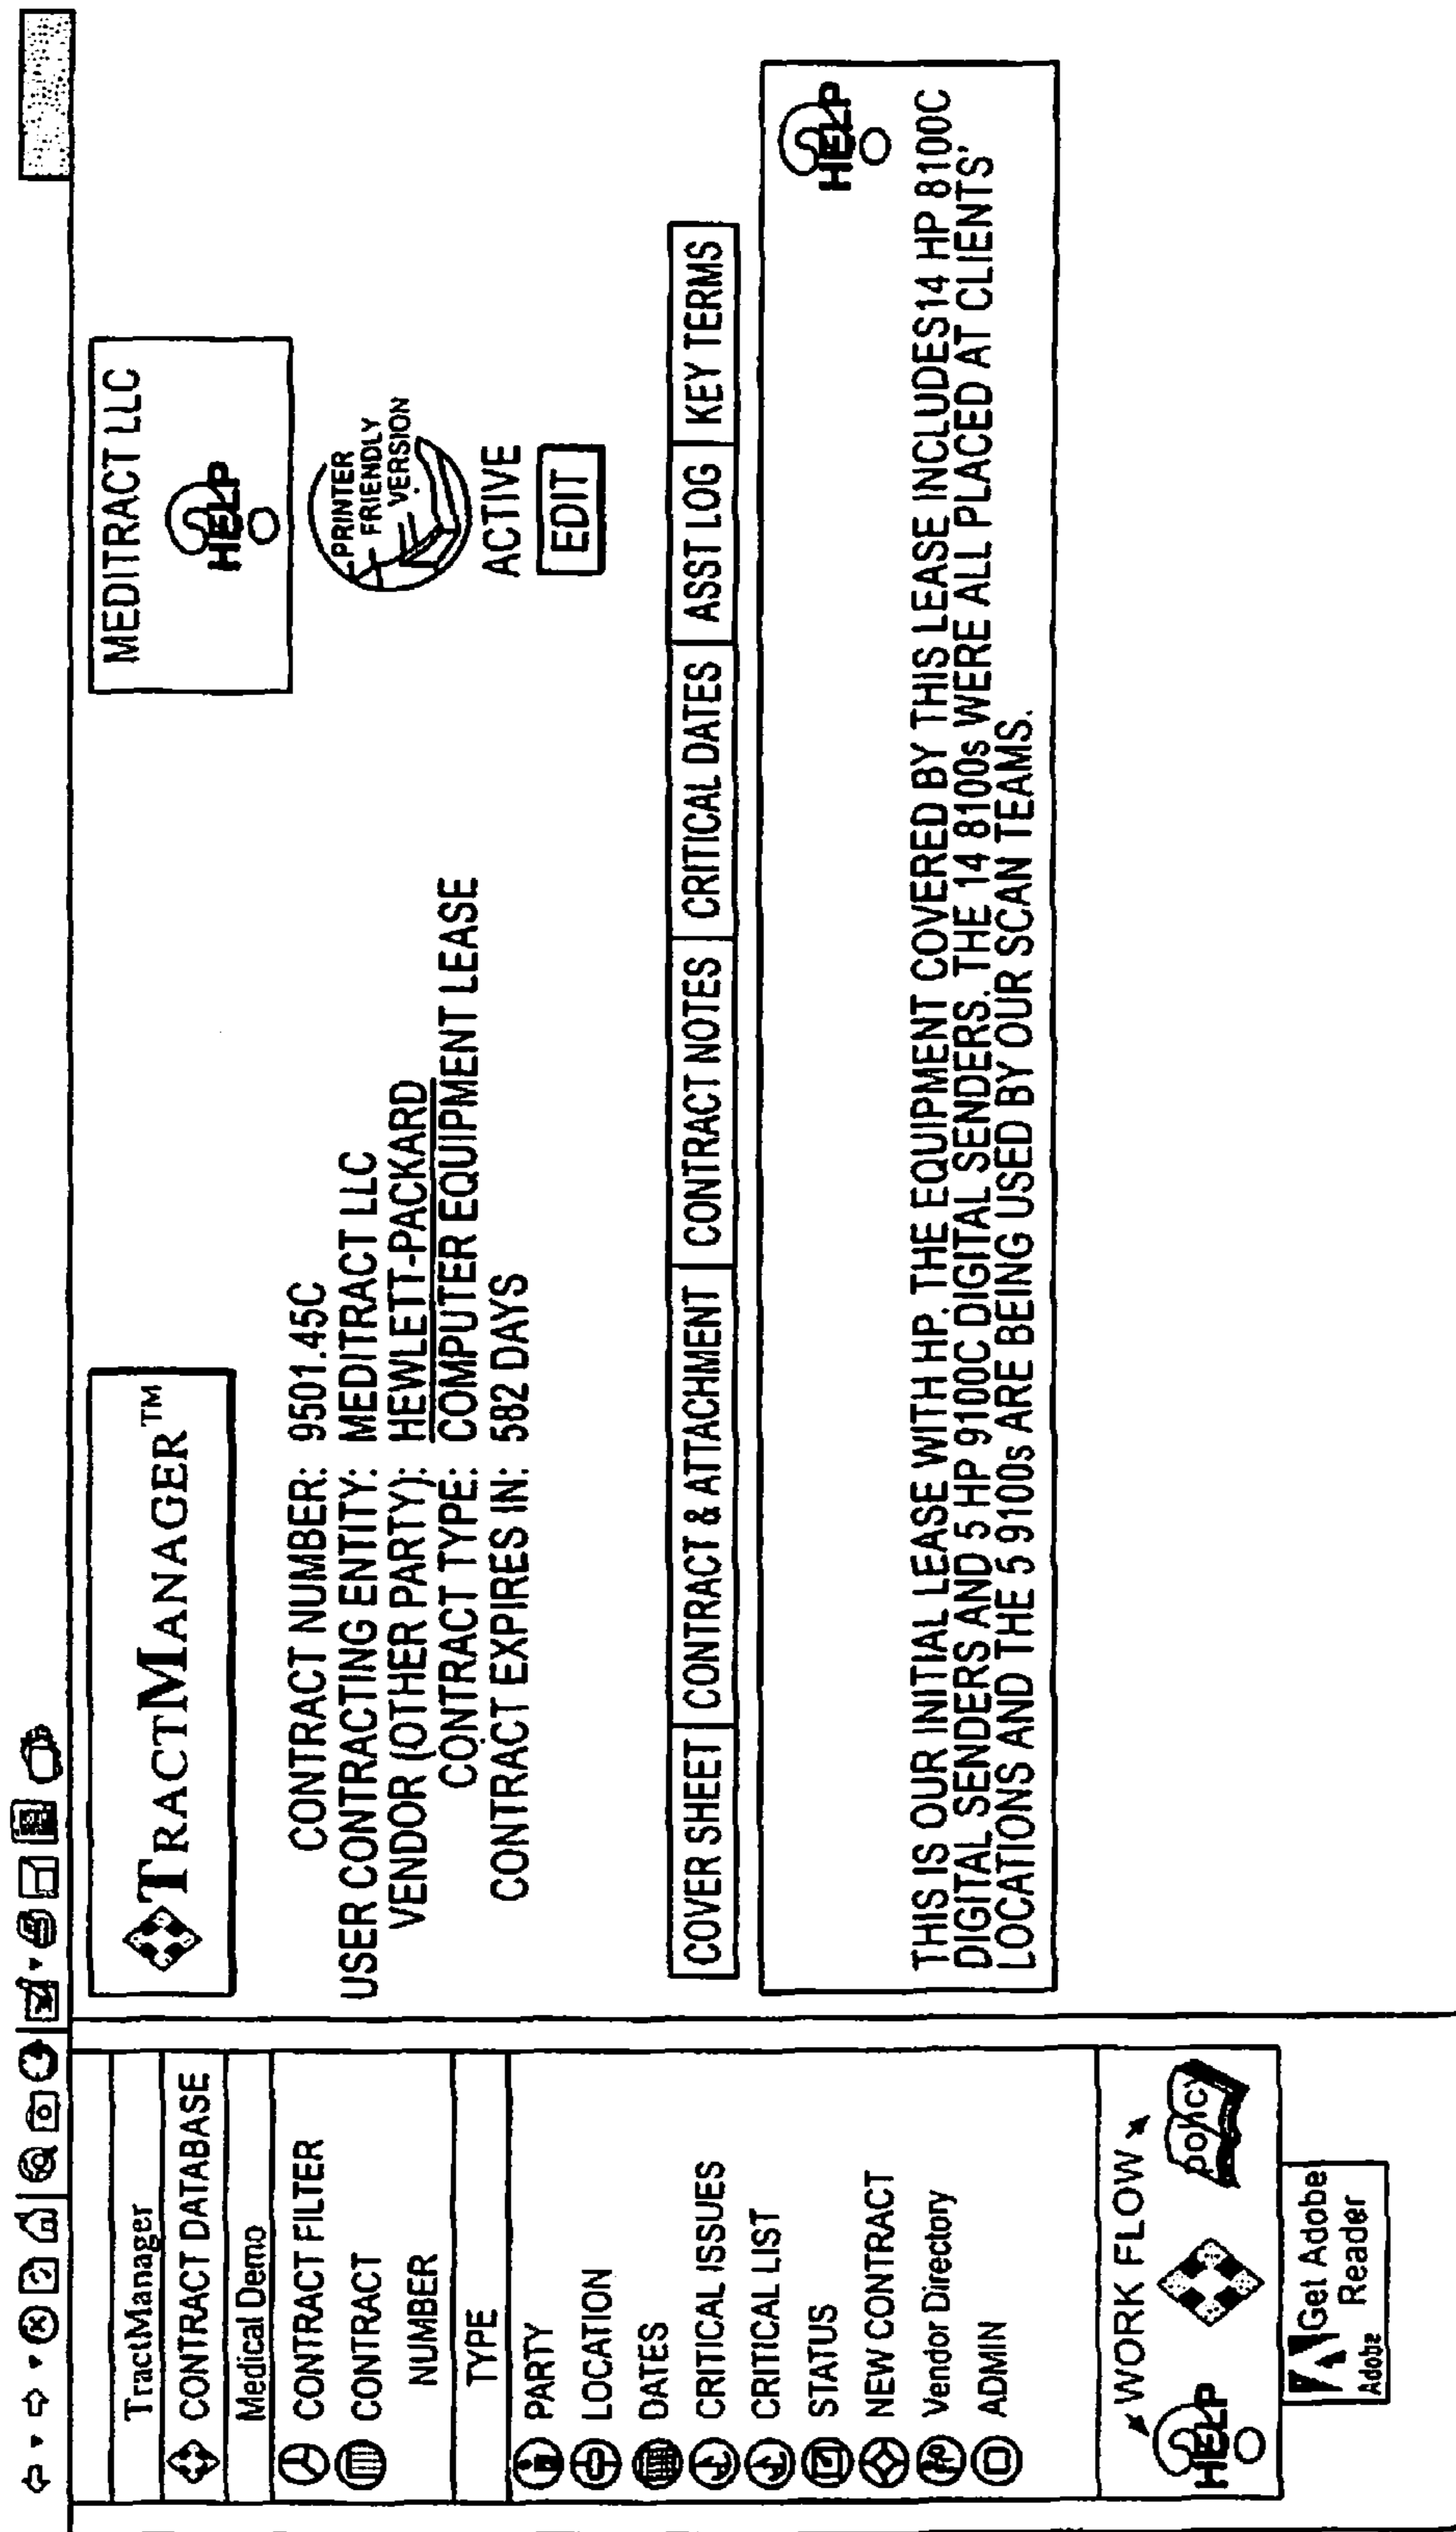 TractManager
CONTRACT DATABASE
Medical Demo
CONTRACT FILTER
CONTRACT
NUMBER
TYPE
PARTY
LOCATION
DATES
CRITICAL ISSUES
CRITICAL LIST
STATUS
NEW CONTRACT
Vendor Directory
ADMIN
WORK FLOW
HELP
policy
Get Adobe
Reader
Adobe
TRACTMANAGER™
MEDITRACT LLC
HELP
PRINTER
FRIENDLY
VERSION
ACTIVE
EDIT
CONTRACT NUMBER: 9501.45C
USER CONTRACTING ENTITY: MEDITRACT LLC
VENDOR (OTHER PARTY): HEWLETT-PACKARD
CONTRACT TYPE: COMPUTER EQUIPMENT LEASE
CONTRACT EXPIRES IN: 582 DAYS
COVER SHEET CONTRACT & ATTACHMENT CONTRACT NOTES CRITICAL DATES ASST LOG KEY TERMS
HELP
THIS IS OUR INITIAL LEASE WITH HP. THE EQUIPMENT COVERED BY THIS LEASE INCLUDES14 HP 8100C
DIGITAL SENDERS AND 5 HP 9100C DIGITAL SENDERS. THE 14 8100s WERE ALL PLACED AT CLIENTS'
LOCATIONS AND THE 5 9100s ARE BEING USED BY OUR SCAN TEAMS.